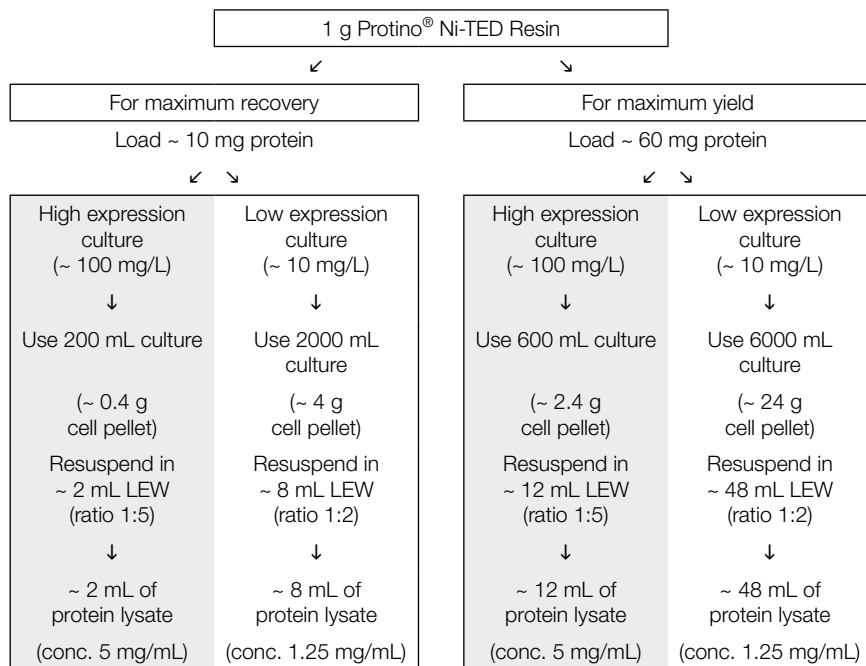 1 g Protino® Ni-TED Resin
↙ ↘
For maximum recovery
Load ~ 10 mg protein
↙ ↘
High expression
culture
(~ 100 mg/L)
↓
Use 200 mL culture
(~ 0.4 g
cell pellet)
Resuspend in
~ 2 mL LEW
(ratio 1:5)
↓
~ 2 mL of
protein lysate
(conc. 5 mg/mL)
Low expression
culture
(~ 10 mg/L)
↓
Use 2000 mL
culture
(~ 4 g
cell pellet)
Resuspend in
~ 8 mL LEW
(ratio 1:2)
↓
~ 8 mL of
protein lysate
(conc. 1.25 mg/mL)
For maximum yield
Load ~ 60 mg protein
↙ ↘
High expression
culture
(~ 100 mg/L)
↓
Use 600 mL culture
(~ 2.4 g
cell pellet)
Resuspend in
~ 12 mL LEW
(ratio 1:5)
↓
~ 12 mL of
protein lysate
(conc. 5 mg/mL)
Low expression
culture
(~ 10 mg/L)
↓
Use 6000 mL
culture
(~ 24 g
cell pellet)
Resuspend in
~ 48 mL LEW
(ratio 1:2)
↓
~ 48 mL of
protein lysate
(conc. 1.25 mg/mL)